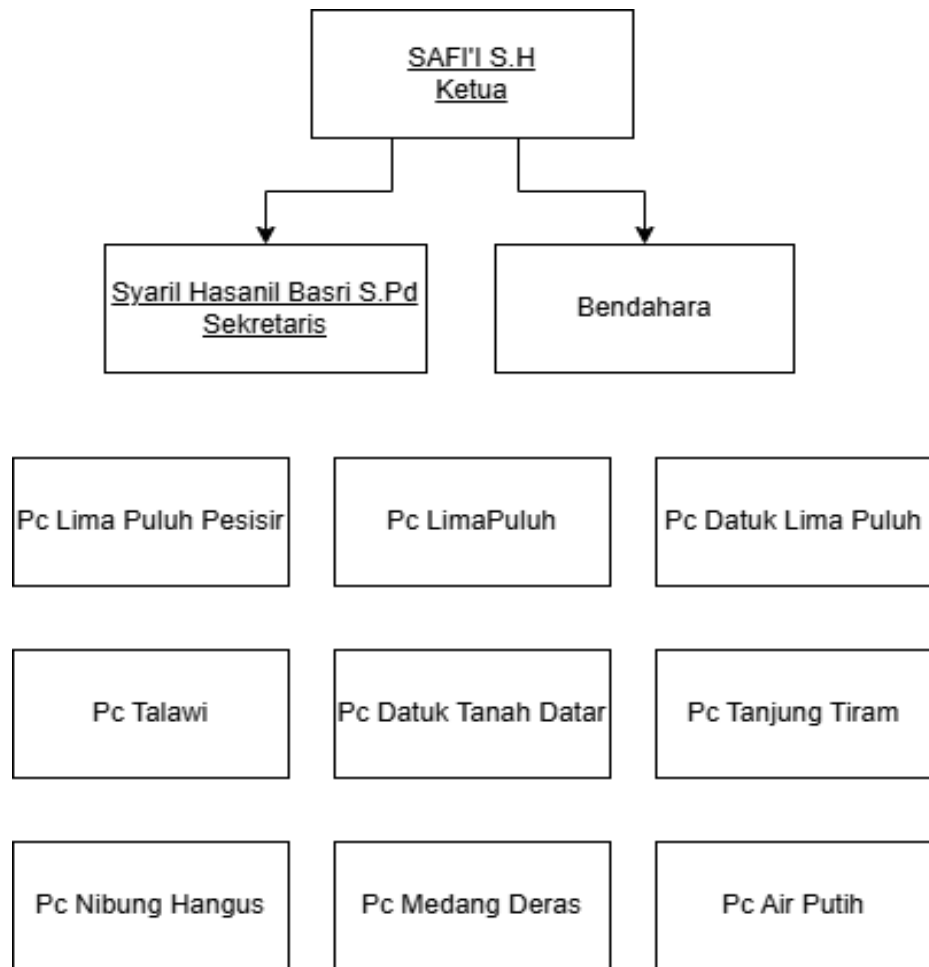 SAFI'I S.H
Ketua
Syaril Hasanil Basri S.Pd
Sekretaris
Bendahara
Pc Lima Puluh Pesisir
Pc LimaPuluh
Pc Datuk Lima Puluh
Pc Talawi
Pc Datuk Tanah Datar
Pc Tanjung Tiram
Pc Nibung Hangus
Pc Medang Deras
Pc Air Putih